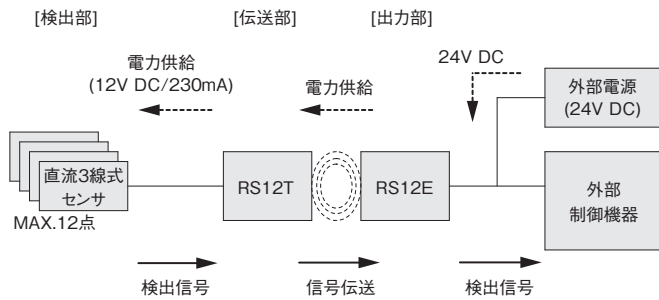 [検出部]
[伝送部]
[出力部]
電力供給
(12V DC/230mA)
電力供給
24V DC
外部電源
(24V DC)
直流3線式
センサ
MAX.12点
RS12T
RS12E
外部
制御機器
検出信号
信号伝送
検出信号